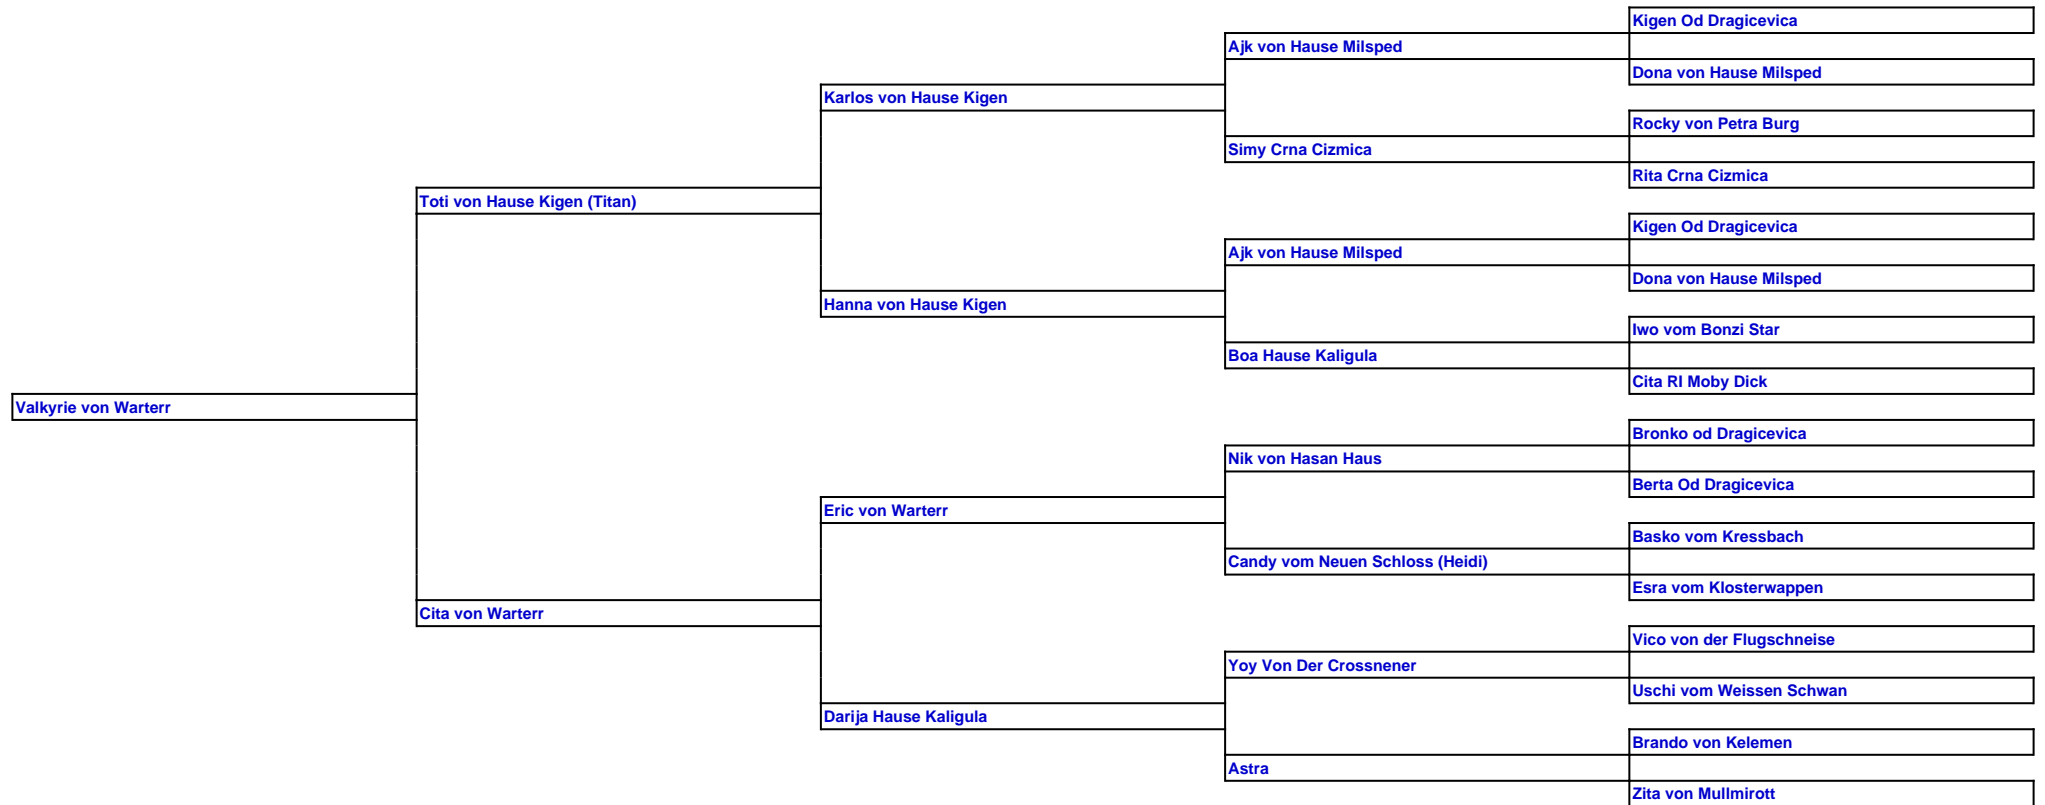 Kigen Od Dragicevica
Ajk von Hause Milsped
Dona von Hause Milsped
Karlos von Hause Kigen
Rocky von Petra Burg
Simy Crna Cizmica
Rita Crna Cizmica
Toti von Hause Kigen (Titan)
Kigen Od Dragicevica
Ajk von Hause Milsped
Dona von Hause Milsped
Hanna von Hause Kigen
Iwo vom Bonzi Star
Boa Hause Kaligula
Cita RI Moby Dick
Valkyrie von Warterr
Bronko od Dragicevica
Nik von Hasan Haus
Berta Od Dragicevica
Eric von Warterr
Basko vom Kressbach
Candy vom Neuen Schloss (Heidi)
Esra vom Klosterwappen
Cita von Warterr
Vico von der Flugschneise
Yoy Von Der Crossnener
Uschi vom Weissen Schwan
Darija Hause Kaligula
Brando von Kelemen
Astra
Zita von Mullmirott